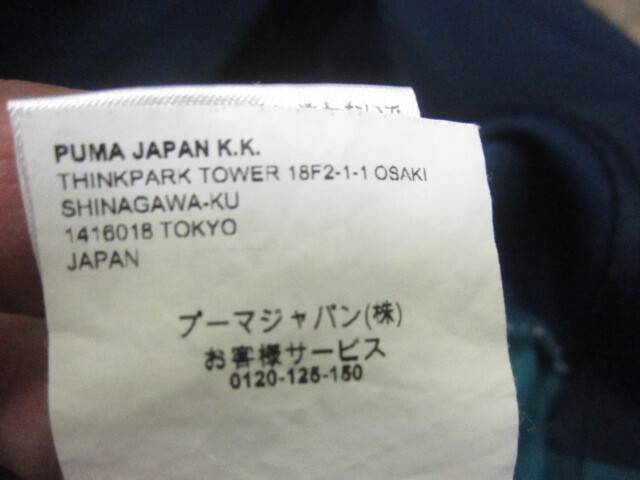 PUMA JAPAN K.K.
THINKPARK TOWER 18F2-1-1 OSAKI
SHINAGAWA-KU
1416018 TOKYO
JAPAN
プーマジャパン(株)
お客様サービス
0120-125-150